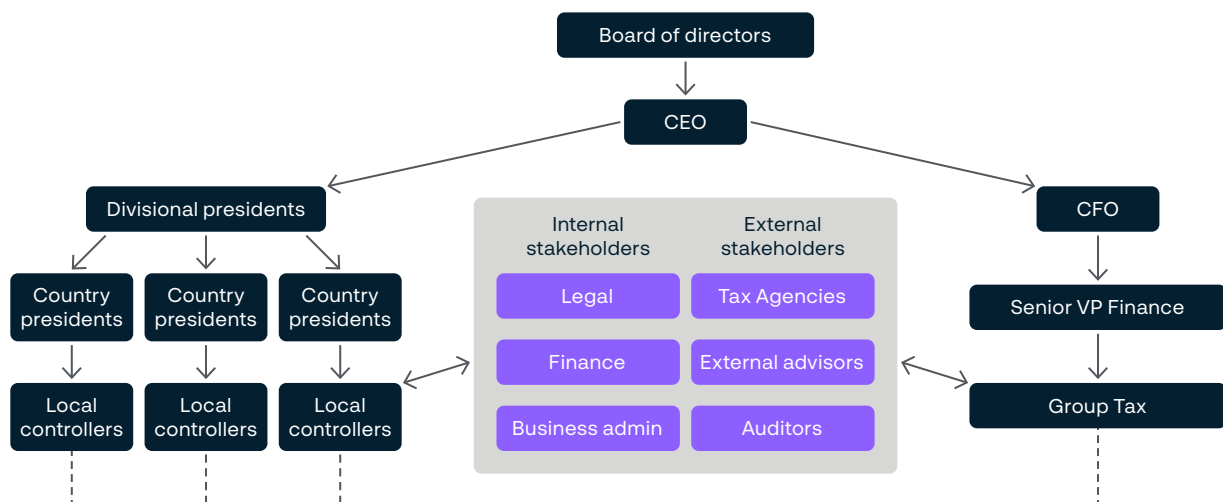 Board of directors
CEO
Divisional presidents
CFO
Internal
stakeholders
External
stakeholders
Country
presidents
Country
presidents
Country
presidents
Legal
Tax Agencies
Senior VP Finance
Finance
External advisors
Local
controllers
Local
controllers
Local
controllers
Business admin
Auditors
Group Tax